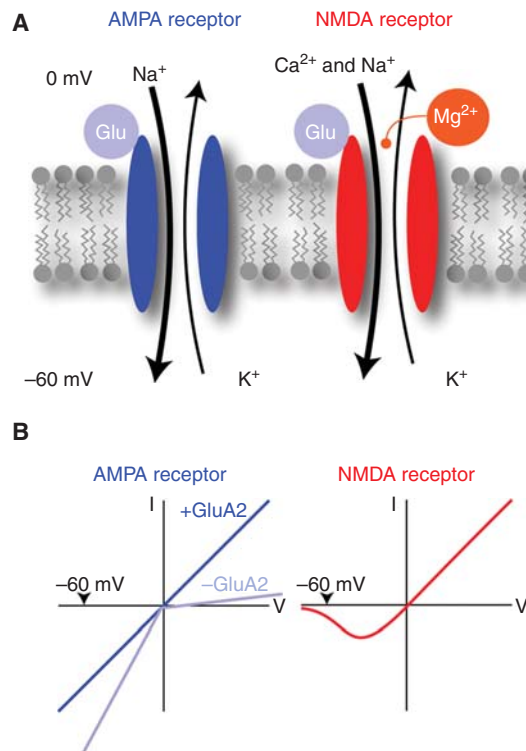 A
AMPA receptor NMDA receptor
0 mV Na⁺ Ca²⁺ and Na⁺
Glu Glu Mg²⁺
–60 mV K⁺ K⁺
B
AMPA receptor NMDA receptor
I I
+GluA2
–60 mV –GluA2 –60 mV
V V